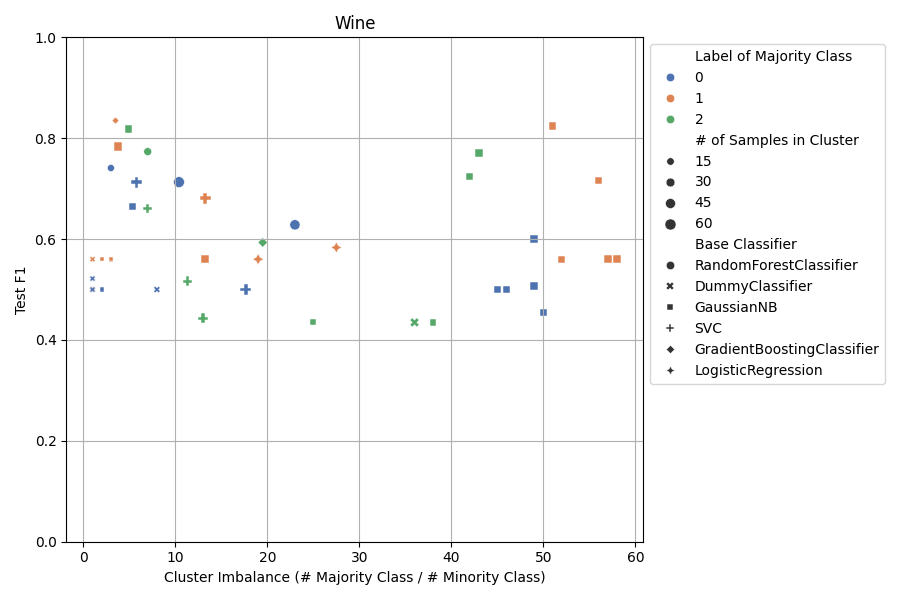 Wine
1.0
0.8
0.6
0.4
0.2
0.0
Test F1
0 10 20 30 40 50 60
Cluster Imbalance (# Majority Class / # Minority Class)
Label of Majority Class
0
1
2
# of Samples in Cluster
15
30
45
60
Base Classifier
RandomForestClassifier
DummyClassifier
GaussianNB
SVC
GradientBoostingClassifier
LogisticRegression